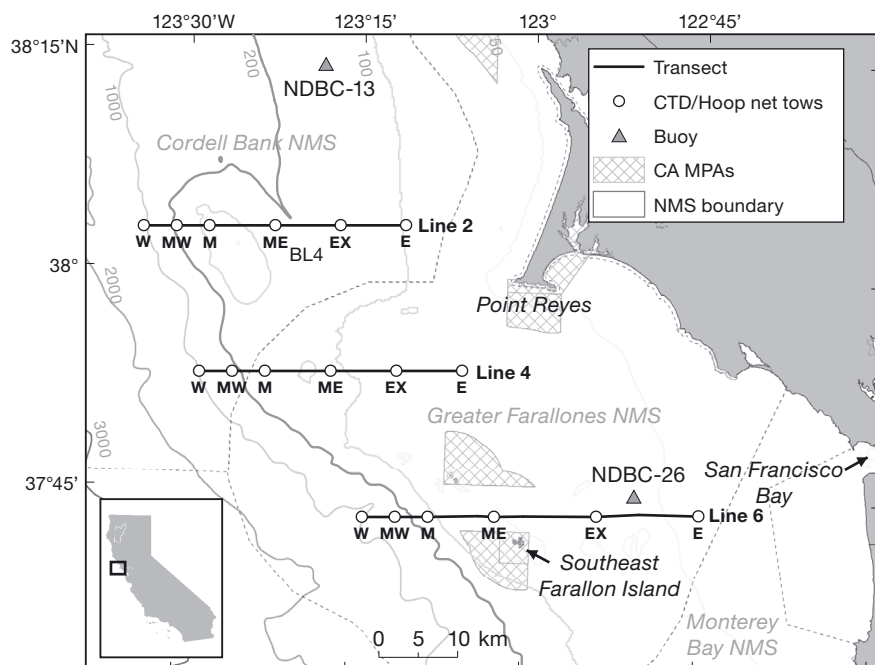 123°30'
123°15'
123°
122°45'
38°15'N
200
100
50
1000
NDBC-13
Transect
CTD/Hoop net tows
Buoy
CA MPAs
NMS boundary
Cordell Bank NMS
Line 2
W
MW
M
ME
EX
E
BL4
38°
2000
Point Reyes
Line 4
W
MW
M
ME
EX
E
Greater Farallones NMS
3000
37°45'
NDBC-26
San Francisco
Bay
Line 6
W
MW
M
ME
EX
E
Southeast
Farallon Island
Monterey
Bay NMS
0 5 10 km